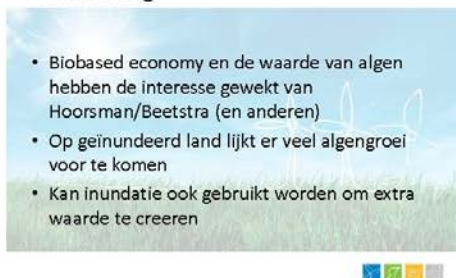 • Biobased economy en de waarde van algen
hebben de interesse gewekt van
Hoorsman/Beetstra (en anderen)
• Op geïnundeerd land lijkt er veel algengroei
voor te komen
• Kan inundatie ook gebruikt worden om extra
waarde te creeren